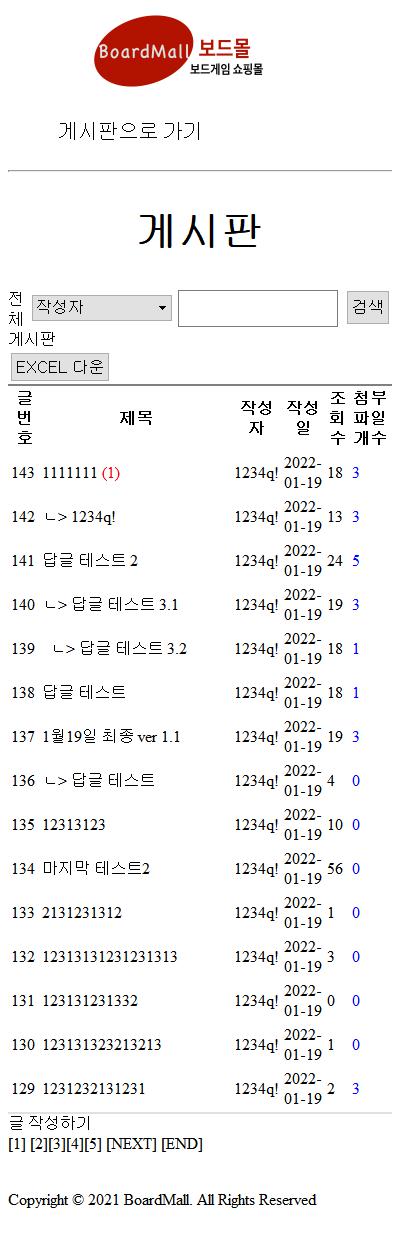 BoardMall 보드몰
보드게임 쇼핑몰
게시판으로 가기
게시판
전
체
게시판
작성자
검색
EXCEL 다운
글
번
호
제목
작성
자
작성
일
조
회
수
첨부
파일
개수
143 1111111 (1) 1234q! 2022-
01-19 18 3
142 ㄴ> 1234q! 1234q! 2022-
01-19 13 3
141 답글 테스트 2 1234q! 2022-
01-19 24 5
140 ㄴ> 답글 테스트 3.1 1234q! 2022-
01-19 19 3
139 ㄴ> 답글 테스트 3.2 1234q! 2022-
01-19 18 1
138 답글 테스트 1234q! 2022-
01-19 18 1
137 1월19일 최종 ver 1.1 1234q! 2022-
01-19 19 3
136 ㄴ> 답글 테스트 1234q! 2022-
01-19 4 0
135 12313123 1234q! 2022-
01-19 10 0
134 마지막 테스트2 1234q! 2022-
01-19 56 0
133 2131231312 1234q! 2022-
01-19 1 0
132 12313131231231313 1234q! 2022-
01-19 3 0
131 123131231332 1234q! 2022-
01-19 0 0
130 123131323213213 1234q! 2022-
01-19 1 0
129 1231232131231 1234q! 2022-
01-19 2 3
글 작성하기
[1] [2][3][4][5] [NEXT] [END]
Copyright © 2021 BoardMall. All Rights Reserved